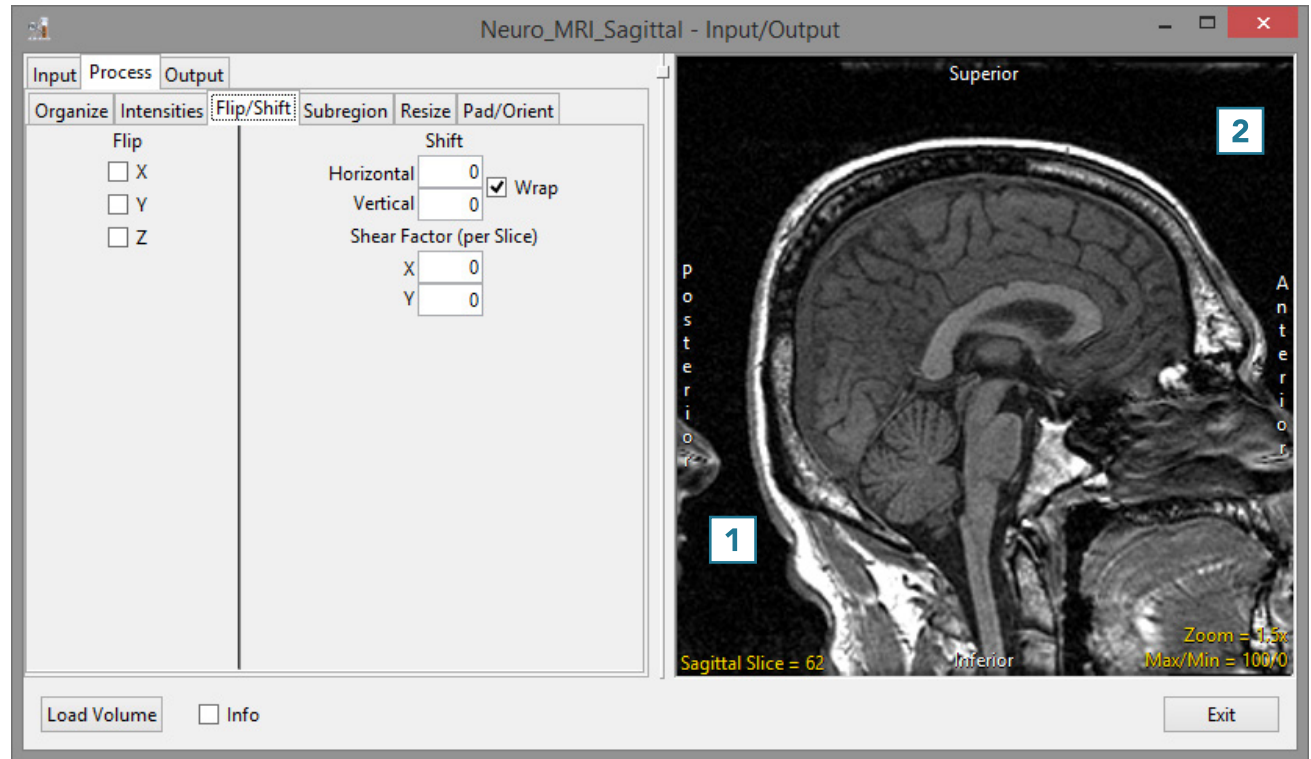 Neuro_MRI_Sagittal - Input/Output
Input Process Output
Organize Intensities Flip/Shift Subregion Resize Pad/Orient
Flip
X
Y
Z
Shift
Horizontal 0
Vertical 0
Wrap
Shear Factor (per Slice)
X 0
Y 0
Superior
2
Posterior
Anterior
1
Zoom = 1.5x
Sagittal Slice = 62
Inferior
Max/Min = 100/0
Load Volume
Info
Exit